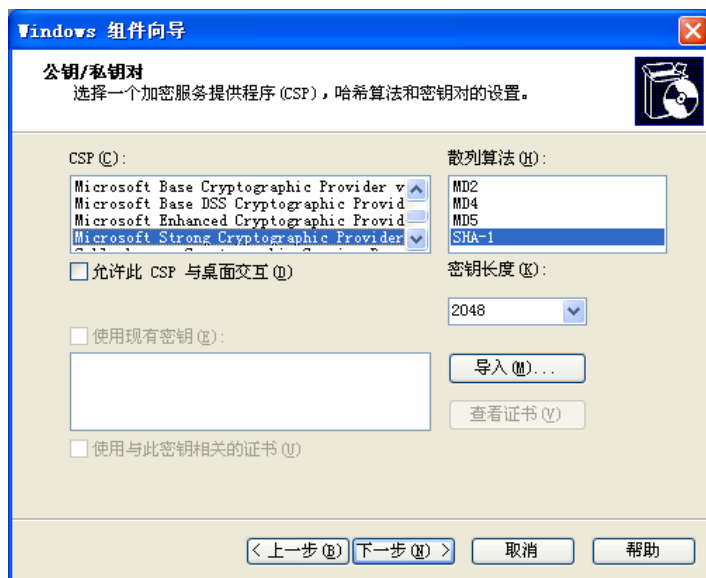 Windows 组件向导
公钥/私钥对
选择一个加密服务提供程序(CSP)，哈希算法和密钥对的设置。
CSP(C):
散列算法(H):
Microsoft Base Cryptographic Provider v
Microsoft Base DSS Cryptographic Provid
Microsoft Enhanced Cryptographic Provid
Microsoft Strong Cryptographic Provider
MD2
MD4
MD5
SHA-1
允许此 CSP 与桌面交互(D)
密钥长度(K):
2048
使用现有密钥(E):
导入(M)...
查看证书(V)
使用与此密钥相关的证书(U)
< 上一步(B)
下一步(N) >
取消
帮助